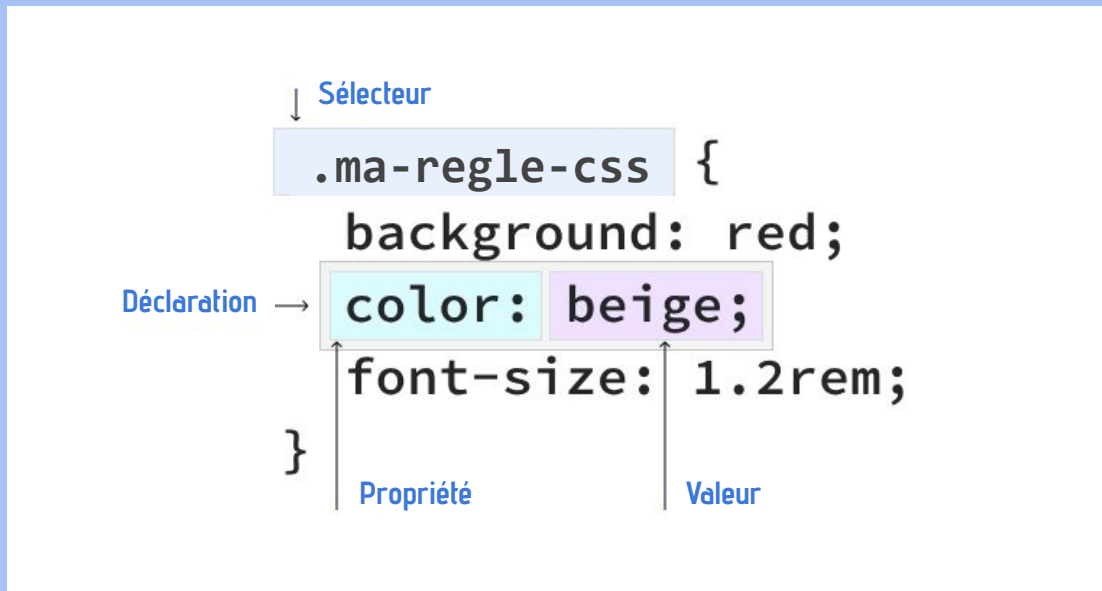 Sélecteur
.ma-regle-css {
background: red;
Déclaration color: beige;
font-size: 1.2rem;
}
Propriété Valeur